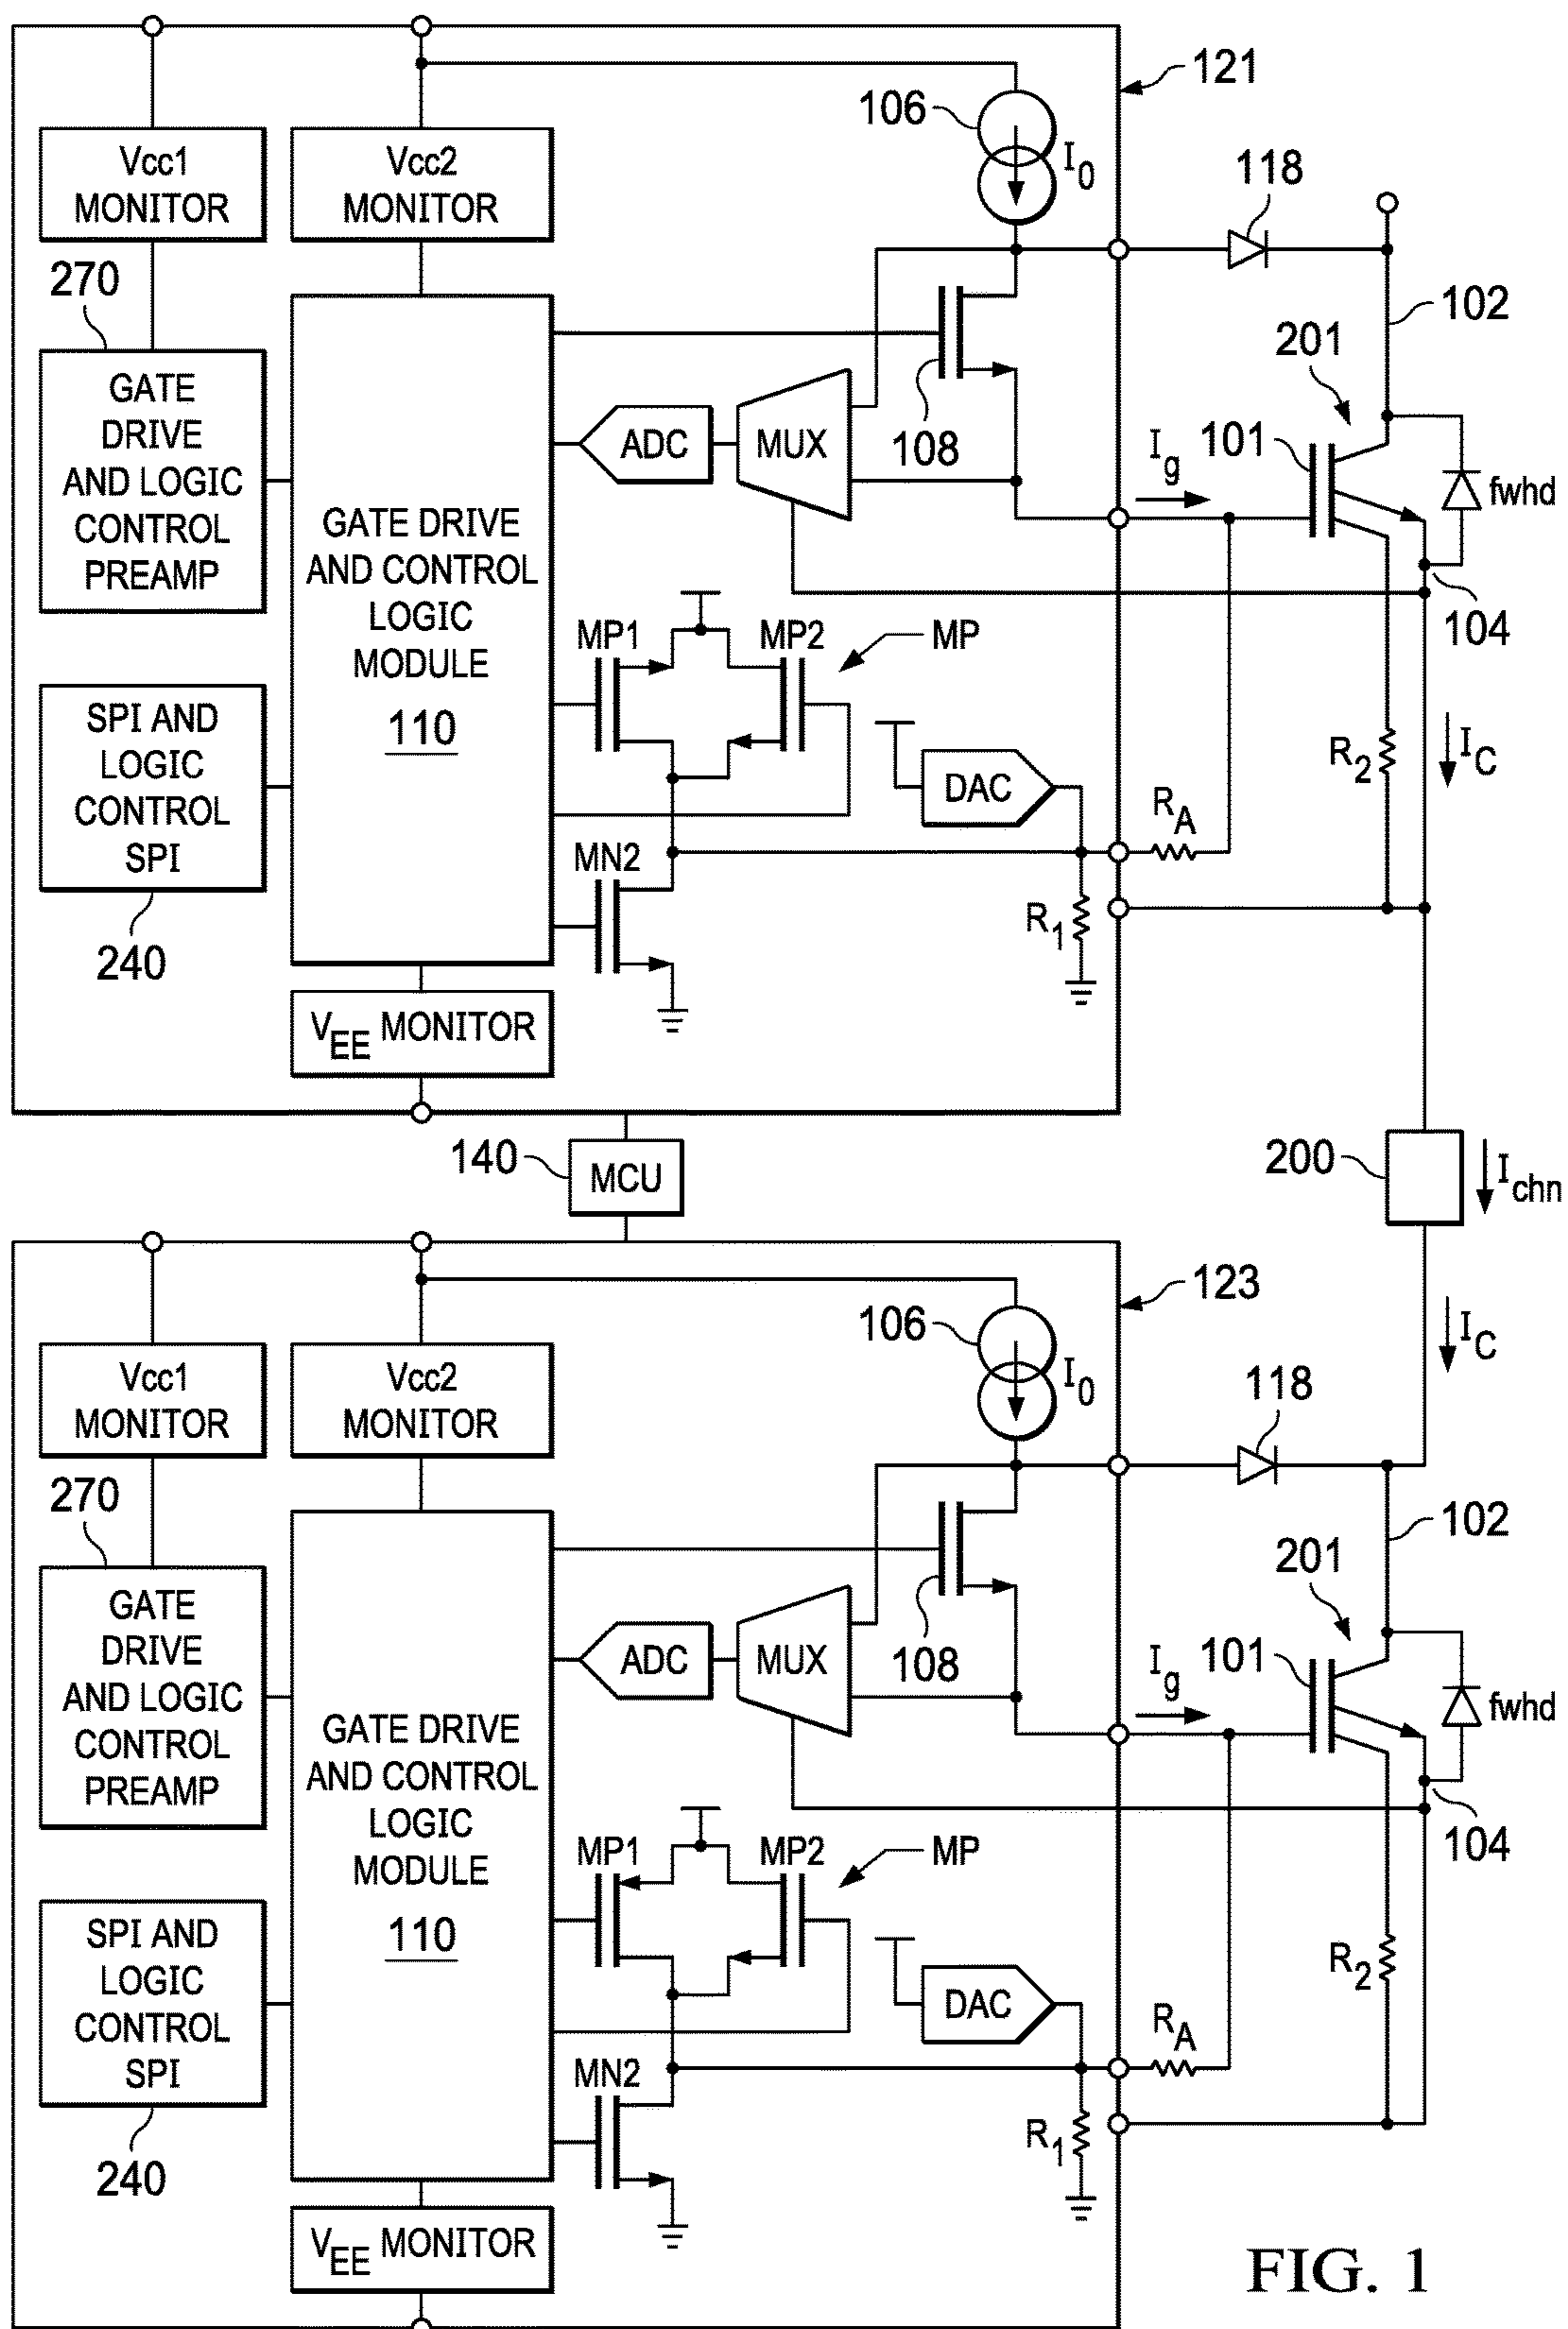 121
106
I0
118
Vcc1
MONITOR
Vcc2
MONITOR
270
102
201
GATE
DRIVE
AND LOGIC
CONTROL
PREAMP
ADC
MUX
108
Ig
101
fwhd
GATE DRIVE
AND CONTROL
LOGIC
MODULE
110
104
MP1
MP2
MP
SPI AND
LOGIC
CONTROL
SPI
DAC
R2
IC
RA
MN2
R1
240
VEE MONITOR
140
MCU
200
Ichn
123
106
I0
IC
118
Vcc1
MONITOR
Vcc2
MONITOR
270
102
201
GATE
DRIVE
AND LOGIC
CONTROL
PREAMP
ADC
MUX
108
Ig
101
fwhd
GATE DRIVE
AND CONTROL
LOGIC
MODULE
110
104
MP1
MP2
MP
SPI AND
LOGIC
CONTROL
SPI
DAC
R2
RA
MN2
R1
240
VEE MONITOR
FIG. 1